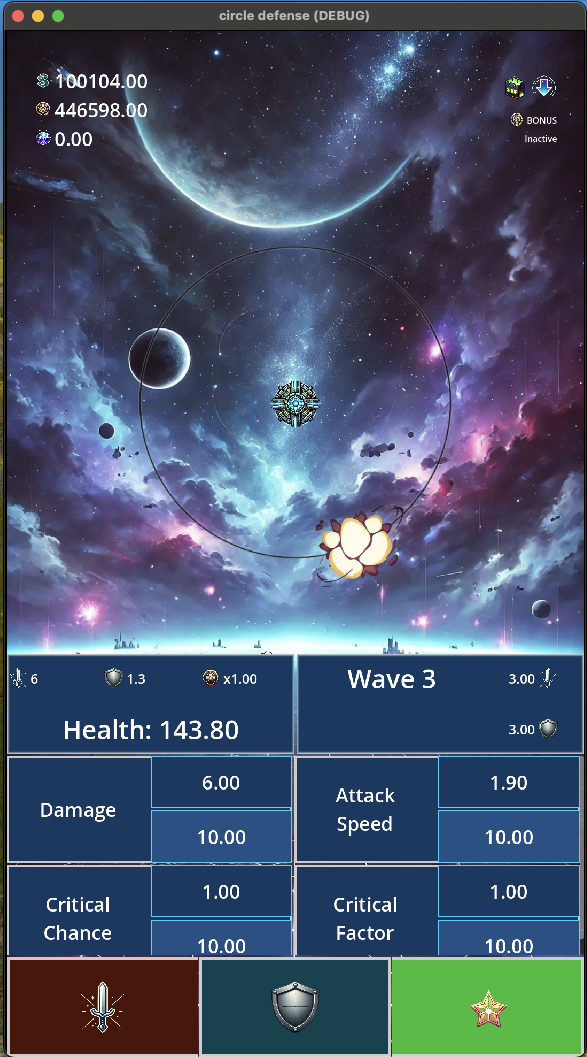 circle defense (DEBUG)
100104.00
446598.00
0.00
BONUS
Inactive
6
1.3
x1.00
Health: 143.80
Wave 3
3.00
3.00
Damage
6.00
10.00
Attack
Speed
1.90
10.00
Critical
Chance
1.00
10.00
Critical
Factor
1.00
10.00